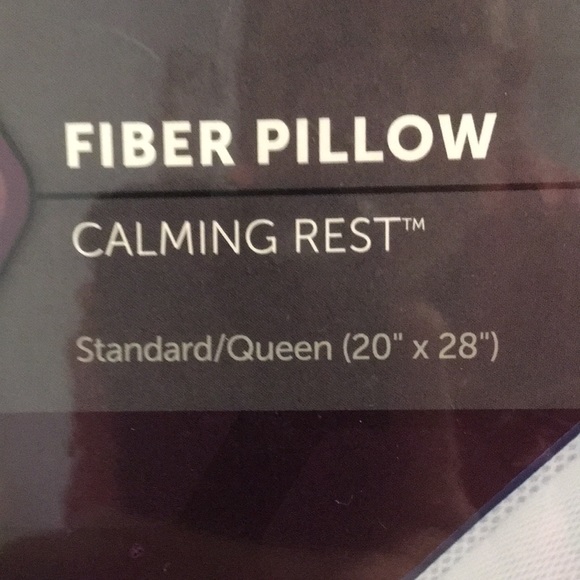 FIBER PILLOW
CALMING REST™
Standard/Queen (20" x 28")